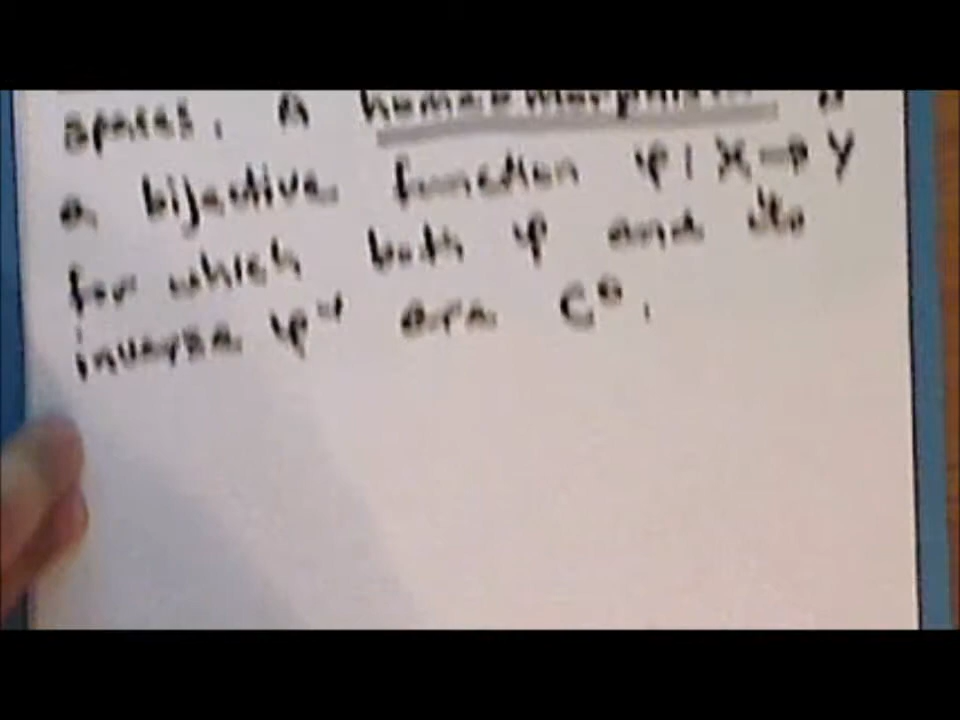 spaces. A homeomorphism is
a bijective function φ: X → Y
for which both φ and its
inverse φ⁻¹ are C⁰.